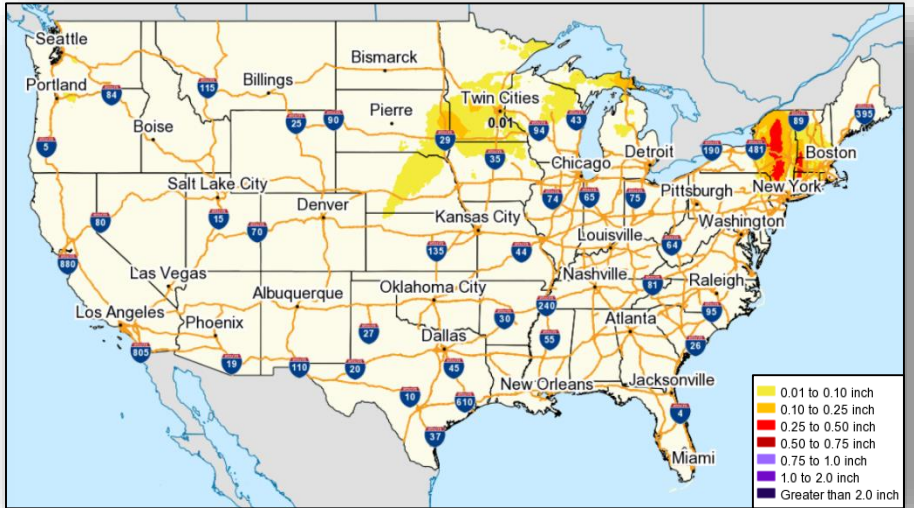 Seattle
Bismarck
Portland
84
115
Billings
Twin Cities
Pierre
0.01
43
89
395
5
Boise
25
90
29
94
190
481
Boston
35
Detroit
Chicago
Salt Lake City
74
65
75
Pittsburgh
New York
80
15
Denver
Kansas City
Washington
70
135
44
Louisville
64
880
Las Vegas
Nashville
81
Raleigh
Albuquerque
Oklahoma City
240
95
Los Angeles
Phoenix
27
30
Atlanta
805
Dallas
55
26
19
110
20
45
New Orleans
Jacksonville
10
610
4
37
Miami
0.01 to 0.10 inch
0.10 to 0.25 inch
0.25 to 0.50 inch
0.50 to 0.75 inch
0.75 to 1.0 inch
1.0 to 2.0 inch
Greater than 2.0 inch